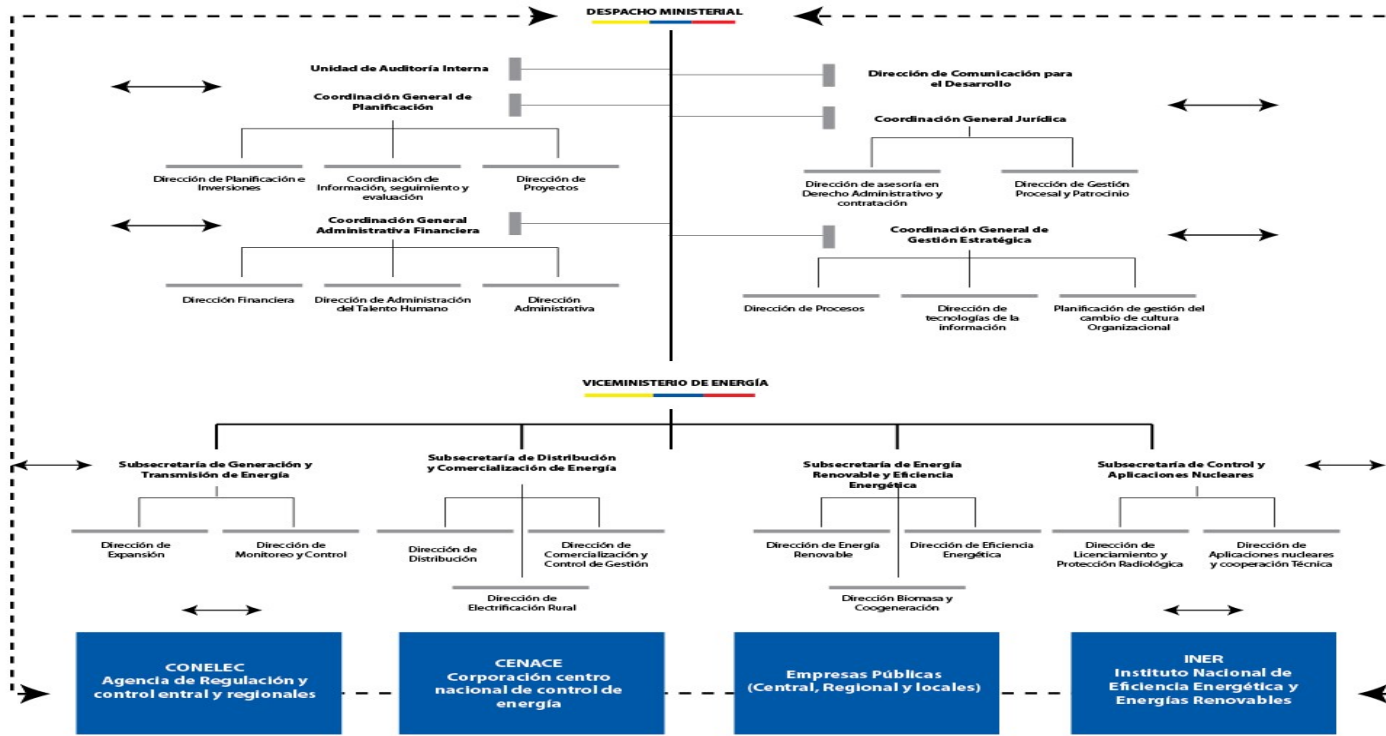 DESPACHO MINISTERIAL
Unidad de Auditoría Interna
Dirección de Comunicación para
el Desarrollo
Coordinación General de
Planificación
Coordinación General Jurídica
Dirección de Planificación e
Inversiones
Coordinación de
Información, seguimiento y
evaluación
Dirección de
Proyectos
Dirección de asesoría en
Derecho Administrativo y
contratación
Dirección de Gestión
Procesal y Patrocinio
Coordinación General
Administrativa Financiera
Coordinación General de
Gestión Estratégica
Dirección Financiera
Dirección de Administración
del Talento Humano
Dirección
Administrativa
Dirección de Procesos
Dirección de
tecnologías de la
información
Planificación de gestión del
cambio de cultura
Organizacional
VICEMINISTERIO DE ENERGÍA
Subsecretaría de Generación y
Transmisión de Energía
Subsecretaría de Distribución
y Comercialización de Energía
Subsecretaría de Energía
Renovable y Eficiencia
Energética
Subsecretaría de Control y
Aplicaciones Nucleares
Dirección de
Expansión
Dirección de
Monitoreo y Control
Dirección de
Distribución
Dirección de
Comercialización y
Control de Gestión
Dirección de
Electrificación Rural
Dirección de Energía
Renovable
Dirección de Eficiencia
Energética
Dirección Biomasa y
Coogeneración
Dirección de
Licenciamiento y
Protección Radiológica
Dirección de
Aplicaciones nucleares
y cooperación Técnica
CONELEC
Agencia de Regulación y
control entral y regionales
CENACE
Corporación centro
nacional de control de
energía
Empresas Públicas
(Central, Regional y locales)
INER
Instituto Nacional de
Eficiencia Energética y
Energías Renovables